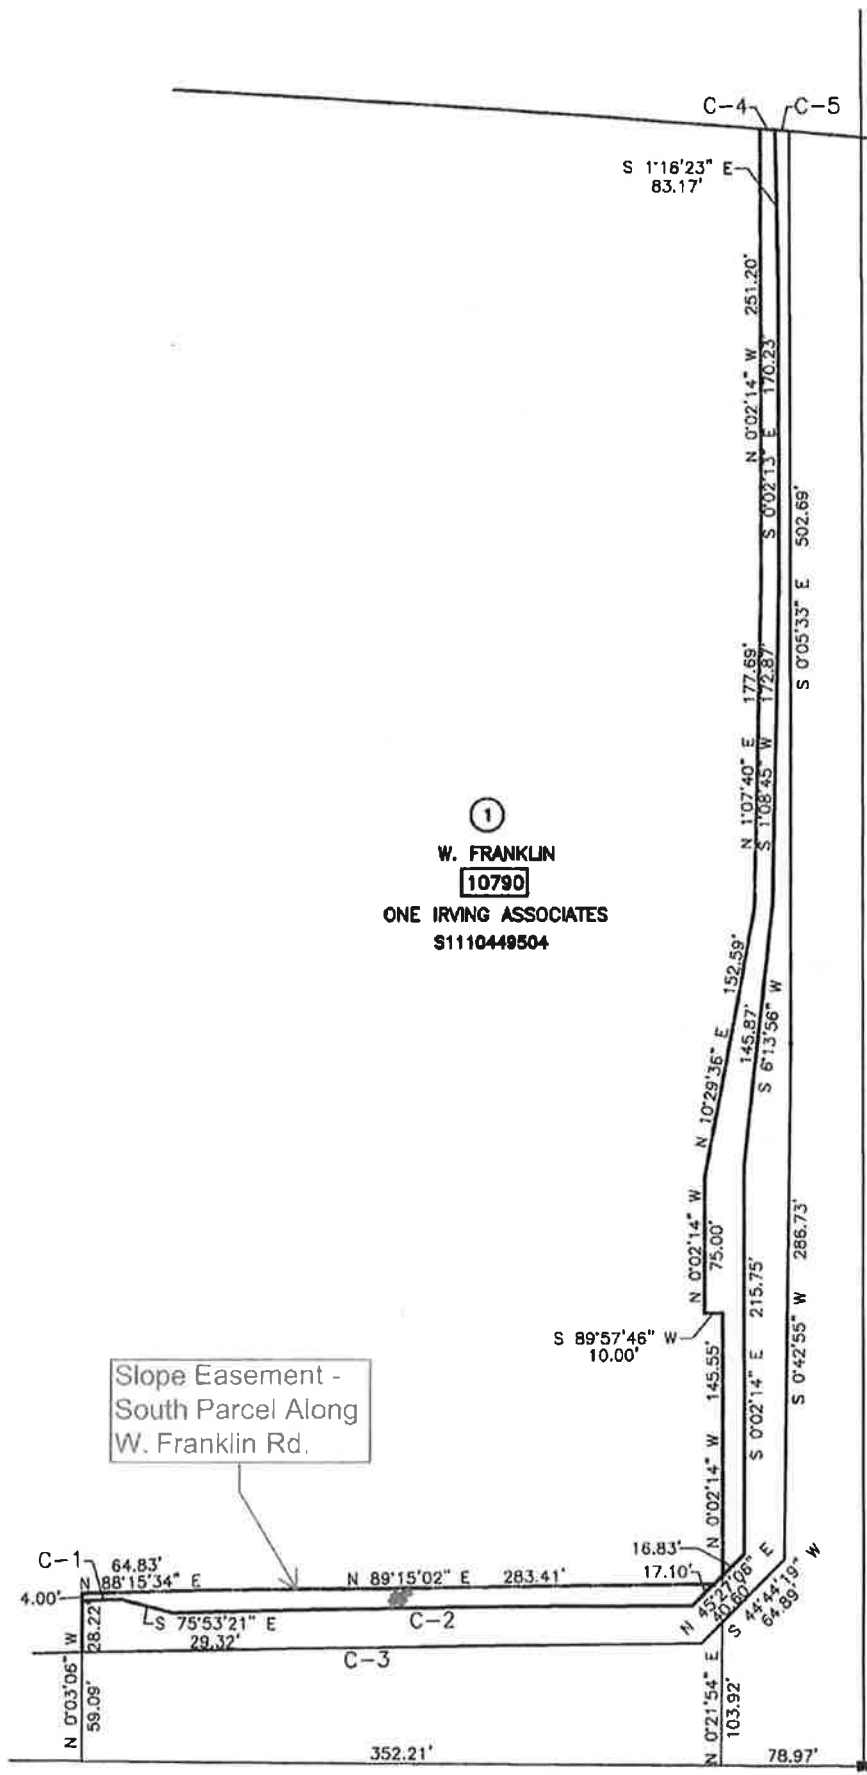 C-4
C-5
S 1°16'23" E
83.17'
N 0°02'14" W 251.20'
S 0°02'13" E 170.23'
S 0°05'33" E 502.69'
N 1°07'40" E 177.69'
S 1°08'45" W 172.87'
1
W. FRANKLIN
10790
ONE IRVING ASSOCIATES
S1110449504
N 10°29'36" E 152.59'
145.87'
S 6°13'56" W
N 0°02'14" W
75.00'
S 89°57'46" W
10.00'
S 0°02'14" E 215.75'
S 0°42'55" W 286.73'
N 0°02'14" W 145.55'
Slope Easement -
South Parcel Along
W. Franklin Rd.
C-1
64.83'
N 88°15'34" E
N 89°15'02" E 283.41'
17.10'
16.83'
4.00'
28.22'
S 75°53'21" E
29.32'
C-2
N 45°27'06" E
40.60'
S 44°44'19" W
64.89'
C-3
N 0°03'06" W
59.09'
N 0°21'54" E
103.92'
352.21'
78.97'